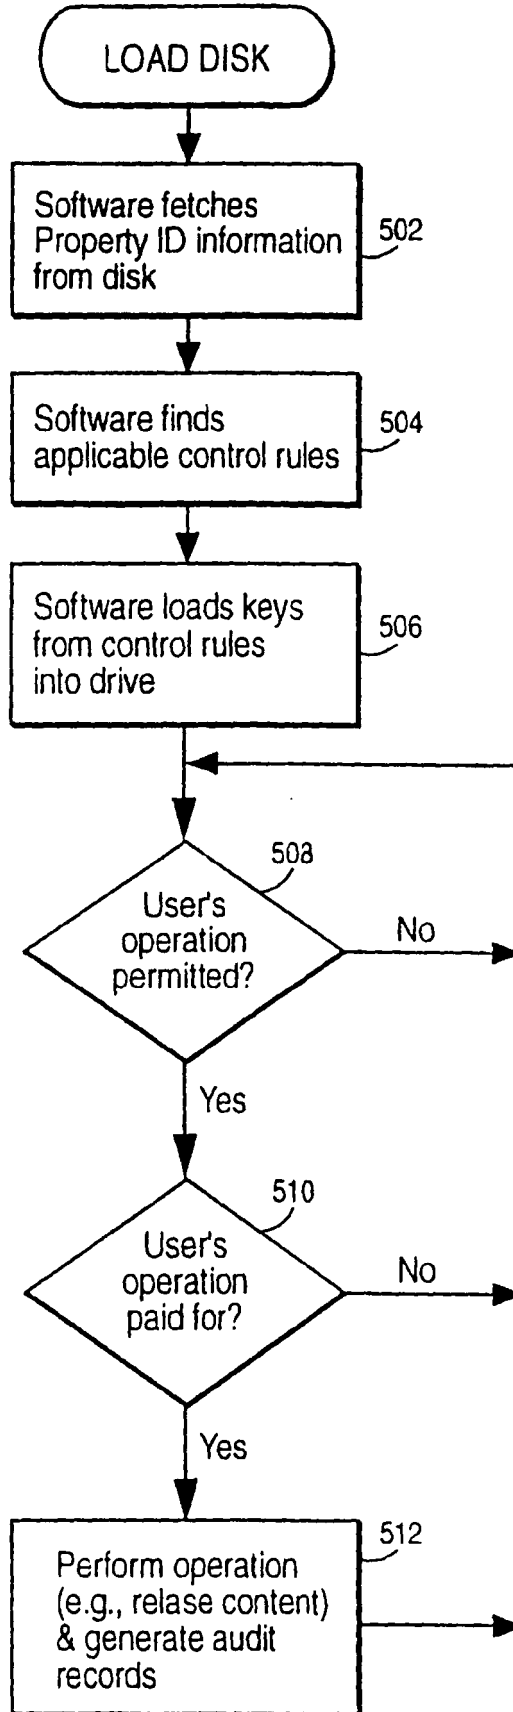 LOAD DISK
Software fetches
Property ID information
from disk
502
Software finds
applicable control rules
504
Software loads keys
from control rules
into drive
506
508
User's
operation
permitted?
No
Yes
510
User's
operation
paid for?
No
Yes
512
Perform operation
(e.g., relase content)
& generate audit
records